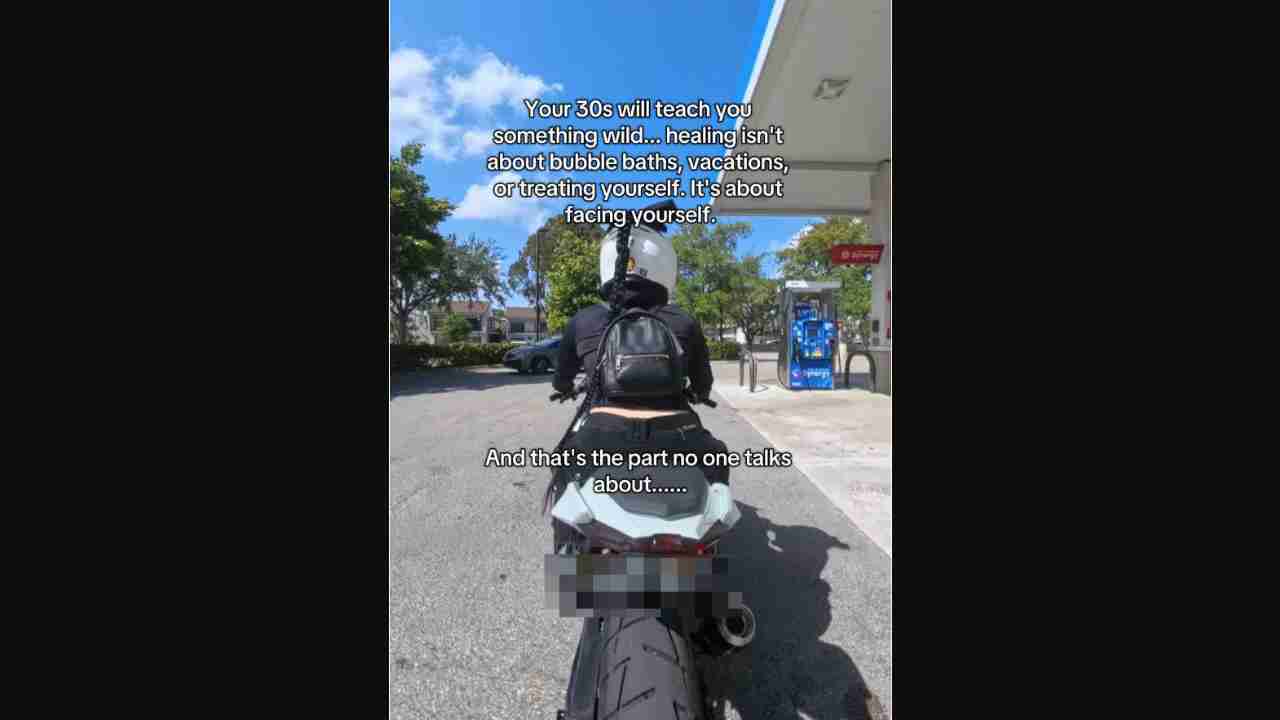 Your 30s will teach you
something wild... healing isn't
about bubble baths, vacations,
or treating yourself. It's about
facing yourself.
synergy
And that's the part no one talks
about......